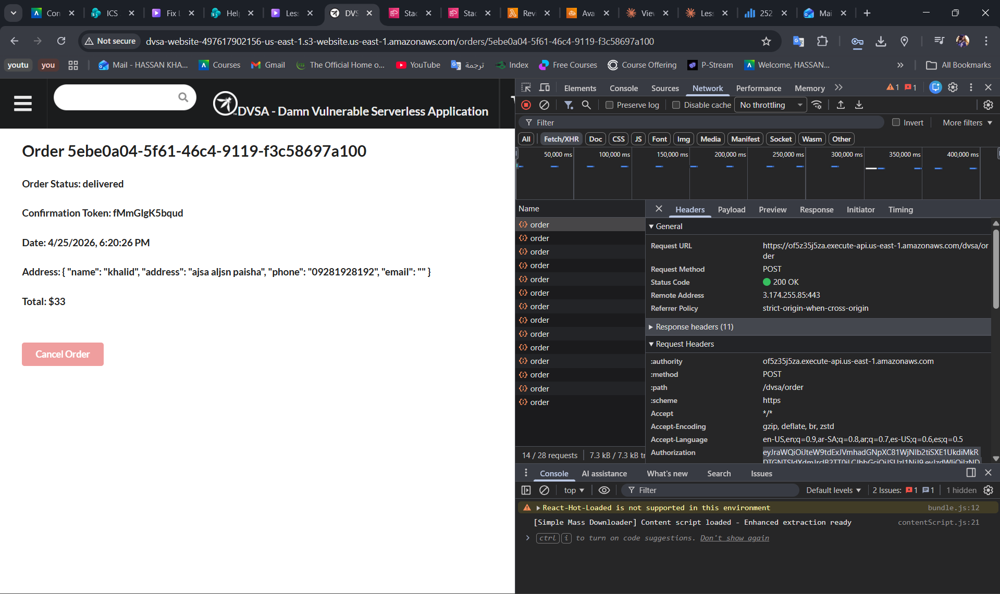 Con
ICS
Fix L
Help
Less
DVS
Stac
Stac
Revi
Ava
View
Less
252
Mai
Not secure
dvsa-website-497617902156-us-east-1.s3-website.us-east-1.amazonaws.com/orders/5ebe0a04-5f61-46c4-9119-f3c58697a100
youtu
you
Mail - HASSAN KHA...
Courses
Gmail
The Official Home o...
YouTube
ترجمة
Index
Free Courses
Course Offering
P-Stream
Welcome, HASSAN...
All Bookmarks
DVSA - Damn Vulnerable Serverless Application
Order 5ebe0a04-5f61-46c4-9119-f3c58697a100
Order Status: delivered
Confirmation Token: fMmGlgK5bqud
Date: 4/25/2026, 6:20:26 PM
Address: { "name": "khalid", "address": "ajsa aljsn paisha", "phone": "09281928192", "email": "" }
Total: $33
Cancel Order
Elements Console Sources Network Performance Memory
1 1
Preserve log Disable cache No throttling
Filter Invert More filters
All Fetch/XHR Doc CSS JS Font Img Media Manifest Socket Wasm Other
50,000 ms 100,000 ms 150,000 ms 200,000 ms 250,000 ms 300,000 ms 350,000 ms 400,000 ms
Name
order
order
order
order
order
order
order
order
order
order
order
order
order
order
14 / 28 requests 7.3 kB / 7.3 kB tr
Headers Payload Preview Response Initiator Timing
General
Request URL https://of5z35j5za.execute-api.us-east-1.amazonaws.com/dvsa/or
der
Request Method POST
Status Code 200 OK
Remote Address 3.174.255.85:443
Referrer Policy strict-origin-when-cross-origin
Response headers (11)
Request Headers
:authority of5z35j5za.execute-api.us-east-1.amazonaws.com
:method POST
:path /dvsa/order
:scheme https
Accept */*
Accept-Encoding gzip, deflate, br, zstd
Accept-Language en-US,en;q=0.9,ar-SA;q=0.8,ar;q=0.7,es-US;q=0.6,es;q=0.5
Authorization
Console AI assistance What's new Search Issues
top Filter Default levels 2 Issues: 1 1 1 hidden
React-Hot-Loaded is not supported in this environment bundle.js:12
[Simple Mass Downloader] Content script loaded - Enhanced extraction ready contentScript.js:21
ctrl i to turn on code suggestions. Don't show again